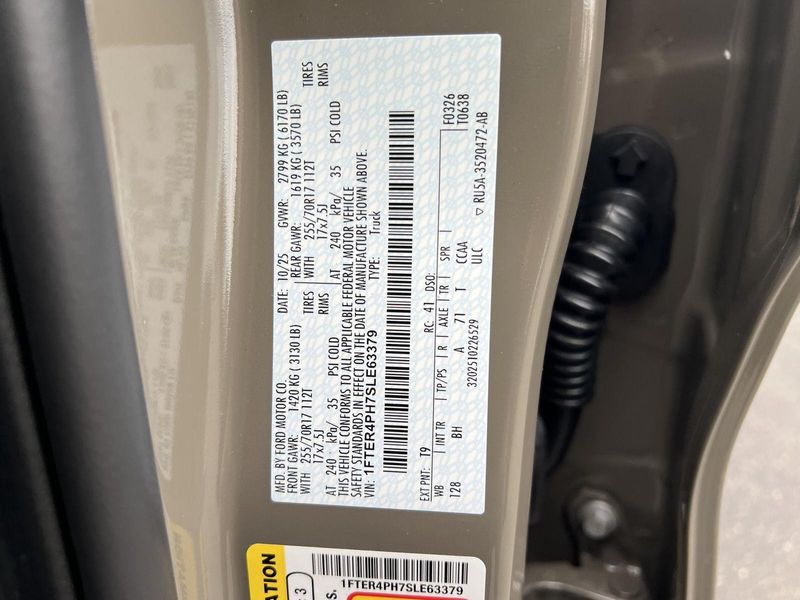 MFD. BY FORD MOTOR CO. DATE: 10/25 GVWR: 2799 KG ( 6170 LB)
FRONT GAWR: 1420 KG ( 3130 LB) REAR GAWR: 1619 KG ( 3570 LB)
WITH 255/70R17 112T TIRES WITH 255/70R17 112T TIRES
17x7.5J RIMS 17x7.5J RIMS
AT 240 kPa/ 35 PSI COLD AT 240 kPa/ 35 PSI COLD
THIS VEHICLE CONFORMS TO ALL APPLICABLE FEDERAL MOTOR VEHICLE
SAFETY STANDARDS IN EFFECT ON THE DATE OF MANUFACTURE SHOWN ABOVE.
VIN: 1FTER4PH7SLE63379 TYPE: Truck
F0326
EXT PNT: T9 RC: 41 DSO: T0638
WB INT TR TP/PS R AXLE TR SPR
128 BH A 71 T CCAA
ULC
3202510226529 ▽ RU5A-3520472-AB
1FTER4PH7SLE63379